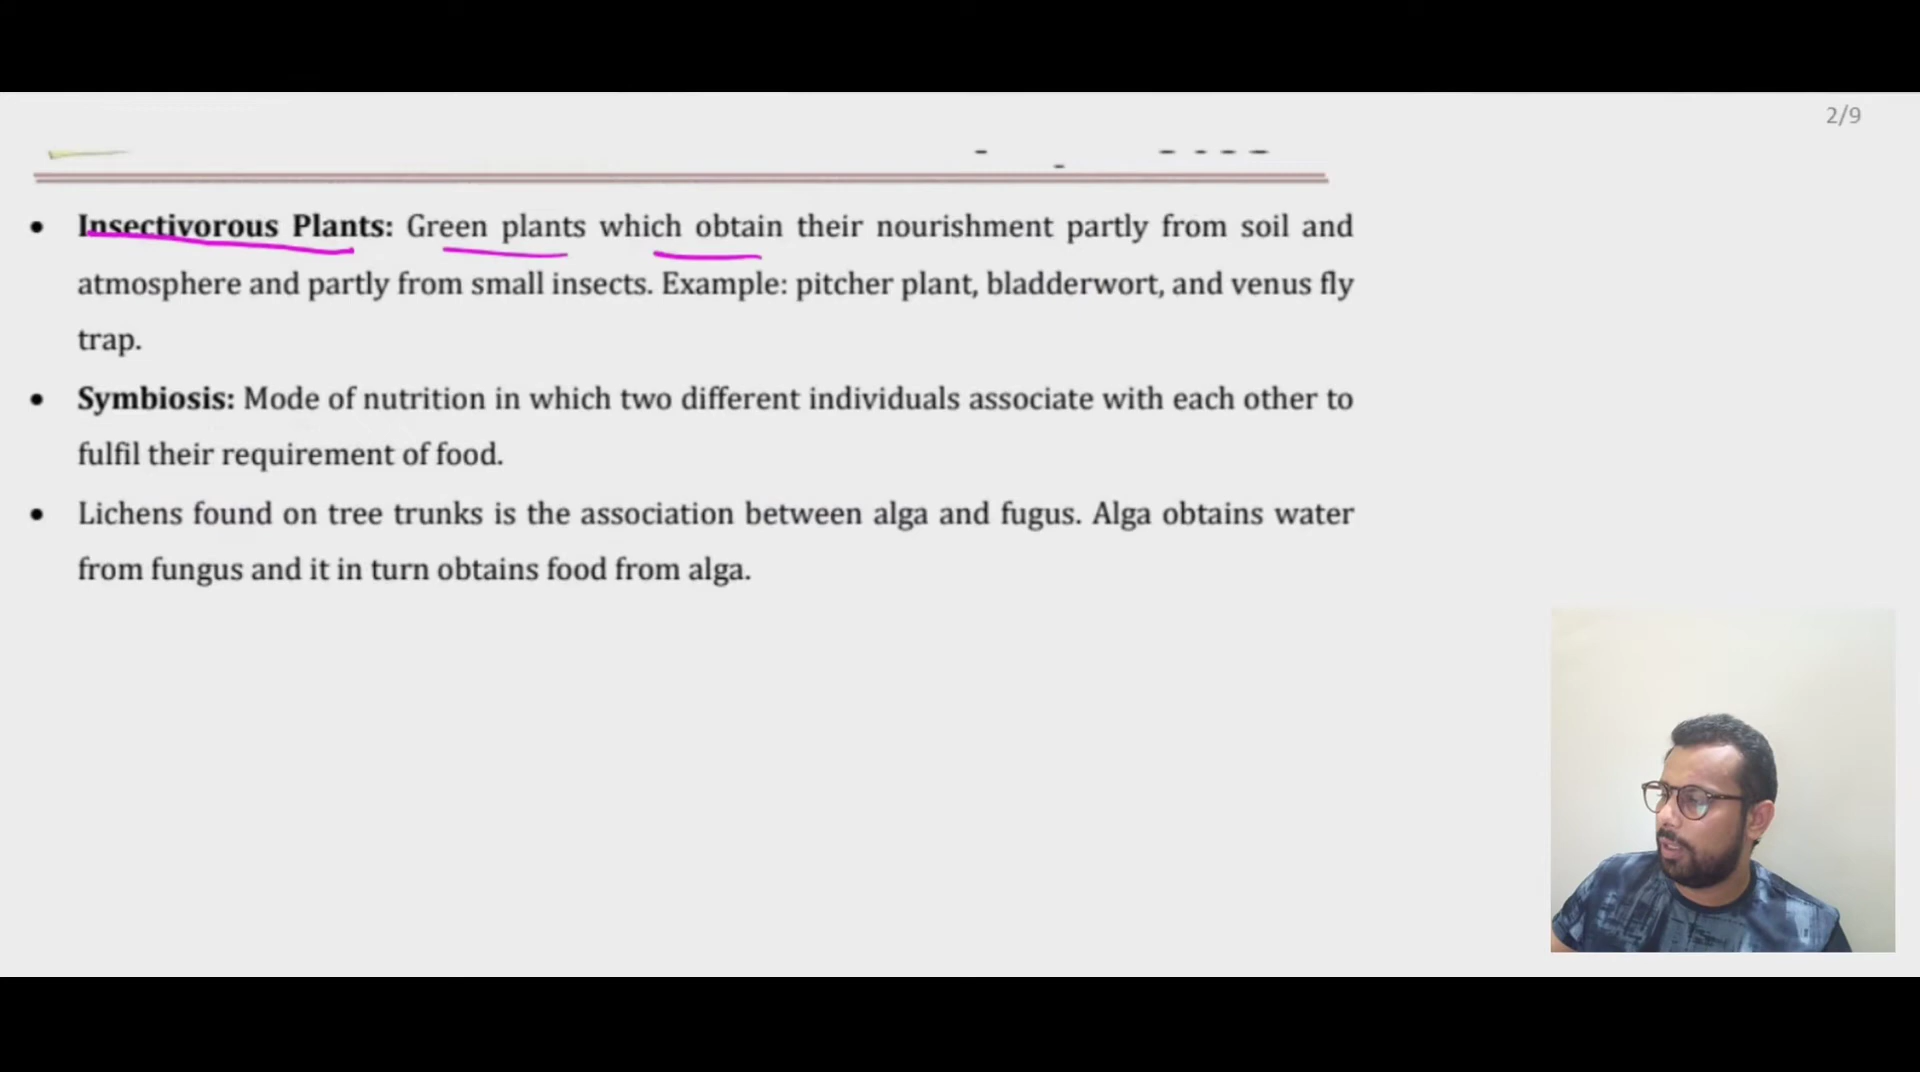 2/9
• Insectivorous Plants: Green plants which obtain their nourishment partly from soil and
atmosphere and partly from small insects. Example: pitcher plant, bladderwort, and venus fly
trap.
• Symbiosis: Mode of nutrition in which two different individuals associate with each other to
fulfil their requirement of food.
• Lichens found on tree trunks is the association between alga and fugus. Alga obtains water
from fungus and it in turn obtains food from alga.